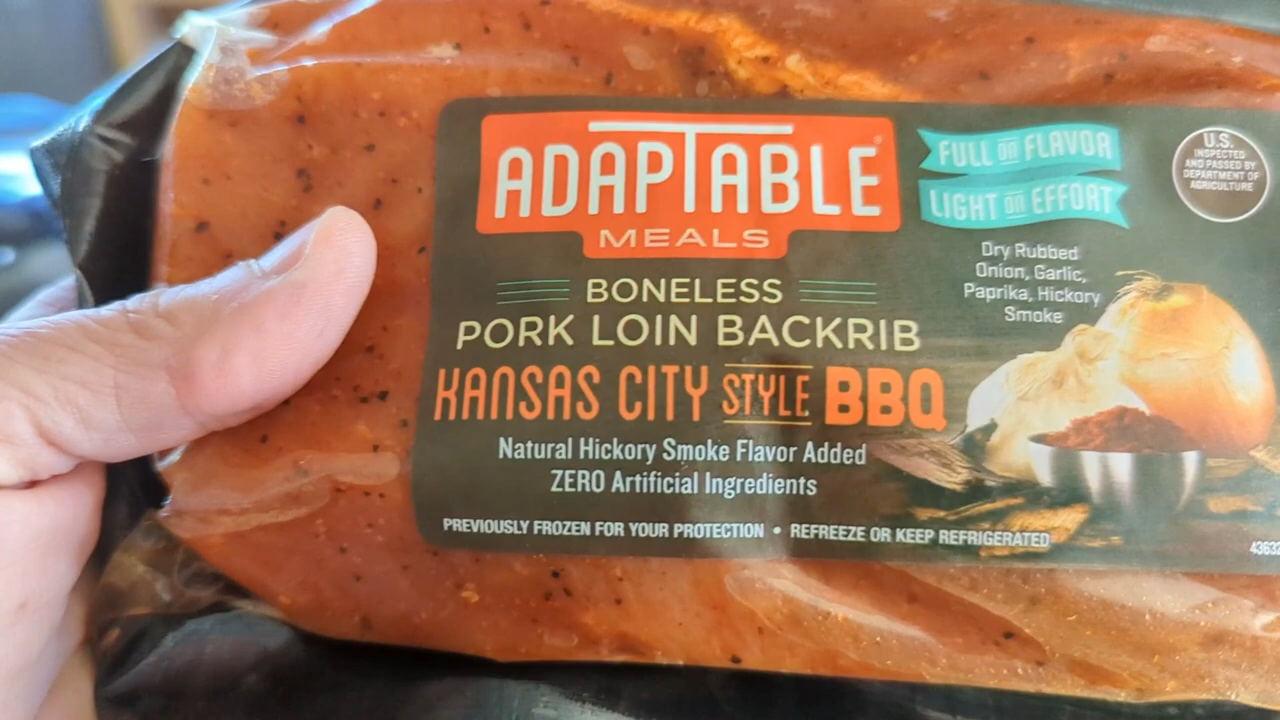 ADAPTABLE
MEALS
FULL on FLAVOR
LIGHT on EFFORT
U.S.
INSPECTED
AND PASSED BY
DEPARTMENT OF
AGRICULTURE
Dry Rubbed
Onion, Garlic,
Paprika, Hickory
Smoke
BONELESS
PORK LOIN BACKRIB
KANSAS CITY STYLE BBQ
Natural Hickory Smoke Flavor Added
ZERO Artificial Ingredients
PREVIOUSLY FROZEN FOR YOUR PROTECTION • REFREEZE OR KEEP REFRIGERATED